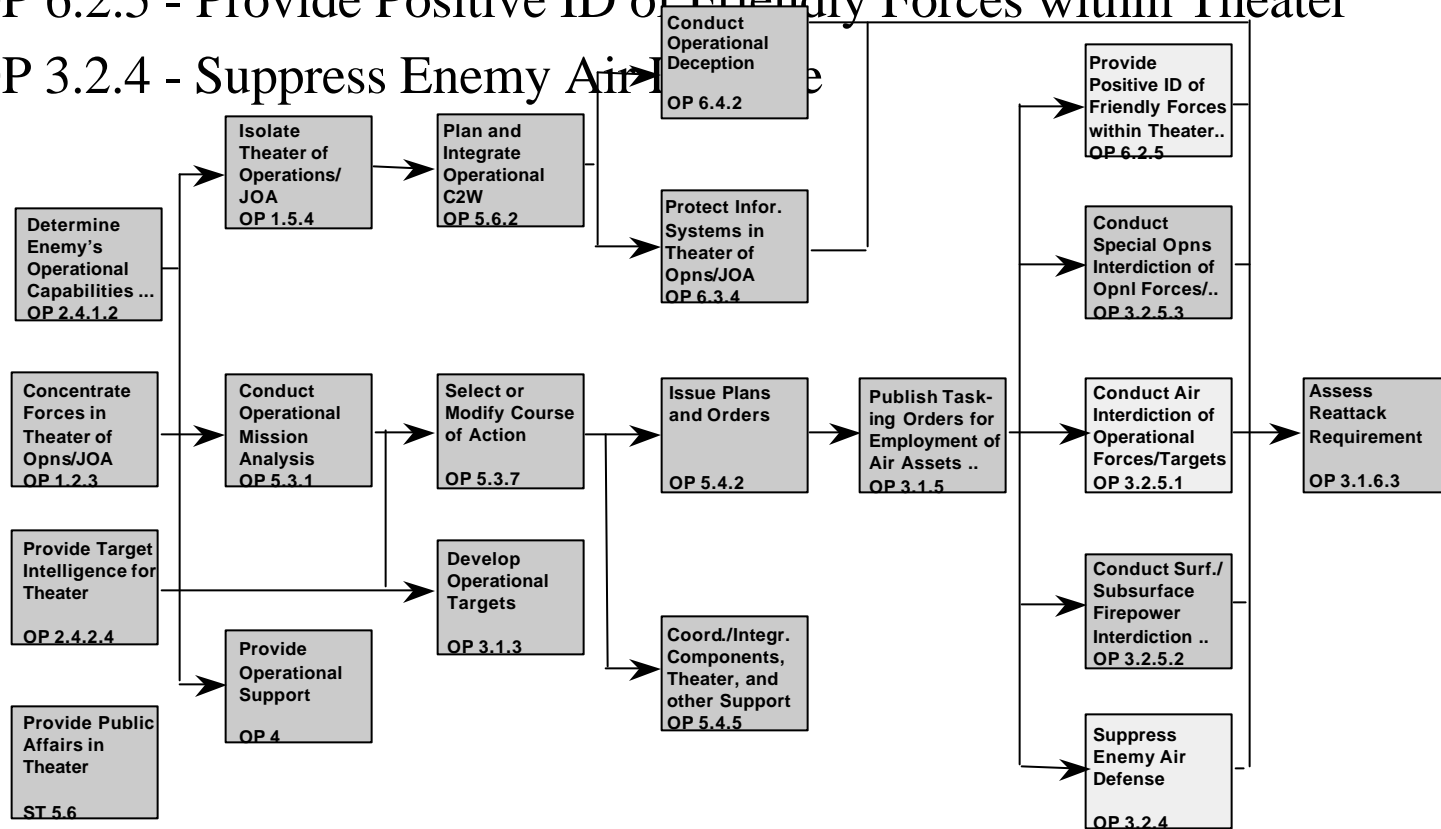 P 6.2.5 - Provide Positive ID of Friendly Forces within Theater
P 3.2.4 - Suppress Enemy Air
Conduct
Operational
Deception
OP 6.4.2
Provide
Positive ID of
Friendly Forces
within Theater..
OP 6.2.5
Isolate
Theater of
Operations/
JOA
OP 1.5.4
Plan and
Integrate
Operational
C2W
OP 5.6.2
Protect Infor.
Systems in
Theater of
Opns/JOA
OP 6.3.4
Determine
Enemy’s
Operational
Capabilities ...
OP 2.4.1.2
Conduct
Special Opns
Interdiction of
Opnl Forces/..
OP 3.2.5.3
Concentrate
Forces in
Theater of
Opns/JOA
OP 1.2.3
Conduct
Operational
Mission
Analysis
OP 5.3.1
Select or
Modify Course
of Action
OP 5.3.7
Issue Plans
and Orders
OP 5.4.2
Publish Task-
ing Orders for
Employment of
Air Assets ..
OP 3.1.5
Conduct Air
Interdiction of
Operational
Forces/Targets
OP 3.2.5.1
Assess
Reattack
Requirement
OP 3.1.6.3
Provide Target
Intelligence for
Theater
OP 2.4.2.4
Develop
Operational
Targets
OP 3.1.3
Conduct Surf./
Subsurface
Firepower
Interdiction ..
OP 3.2.5.2
Provide
Operational
Support
OP 4
Coord./Integr.
Components,
Theater, and
other Support
OP 5.4.5
Provide Public
Affairs in
Theater
ST 5.6
Suppress
Enemy Air
Defense
OP 3.2.4